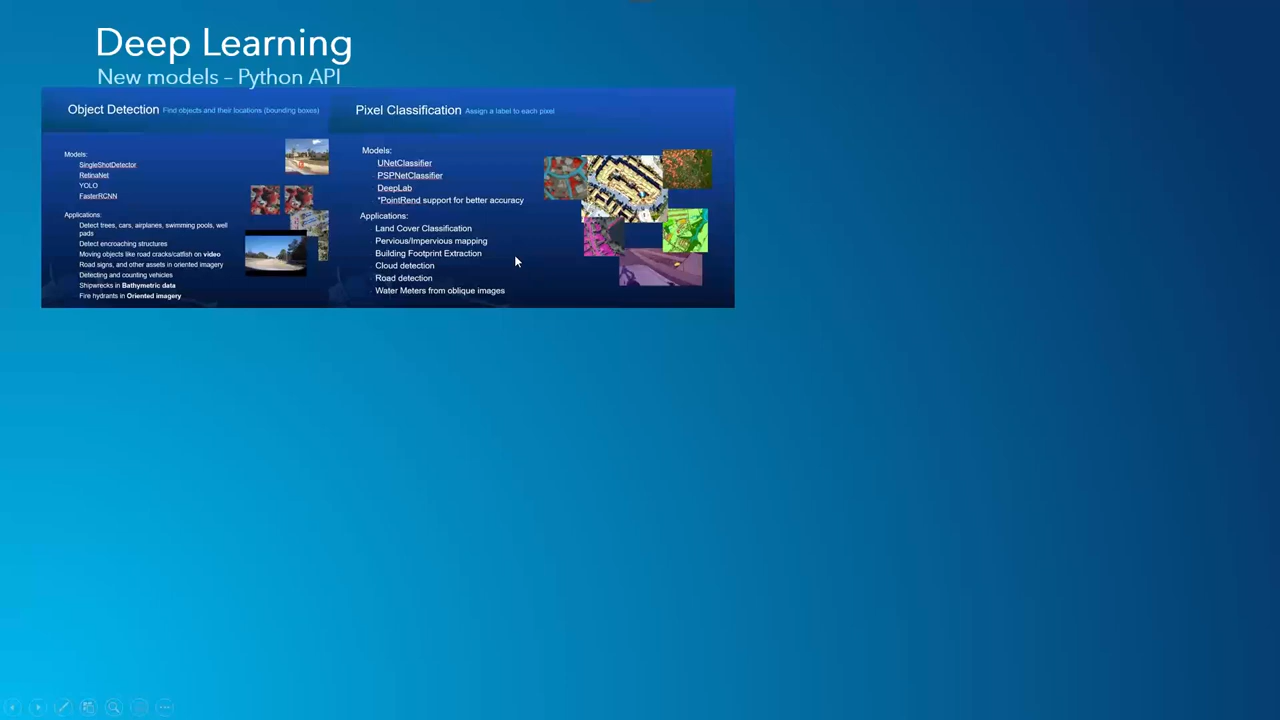 Deep Learning
New models – Python API
Object Detection Find objects and their locations (bounding boxes)
Models:
SingleShotDetector
RetinaNet
YOLO
FasterRCNN
Applications:
Detect trees, cars, airplanes, swimming pools, well
pads
Detect encroaching structures
Moving objects like road cracks/catfish on video
Road signs, and other assets in oriented imagery
Detecting and counting vehicles
Shipwrecks in Bathymetric data
Fire hydrants in Oriented imagery
Pixel Classification Assign a label to each pixel
Models:
UNetClassifier
PSPNetClassifier
DeepLab
*PointRend support for better accuracy
Applications:
Land Cover Classification
Pervious/Impervious mapping
Building Footprint Extraction
Cloud detection
Road detection
Water Meters from oblique images